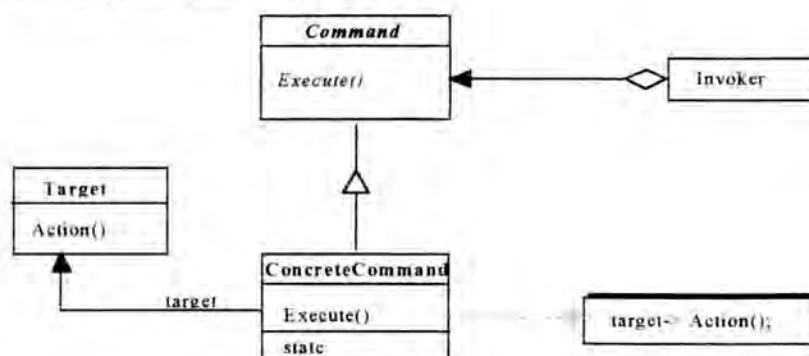 Command
Execute()
Invoker
Target
Action()
ConcreteCommand
target
Execute()
target-> Action();
state